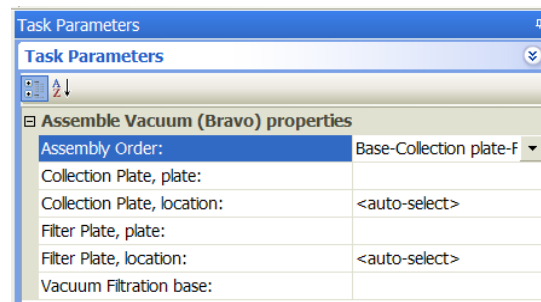 Task Parameters
Task Parameters
A
Z
Assemble Vacuum (Bravo) properties
Assembly Order: Base-Collection plate-F
Collection Plate, plate:
Collection Plate, location: <auto-select>
Filter Plate, plate:
Filter Plate, location: <auto-select>
Vacuum Filtration base: